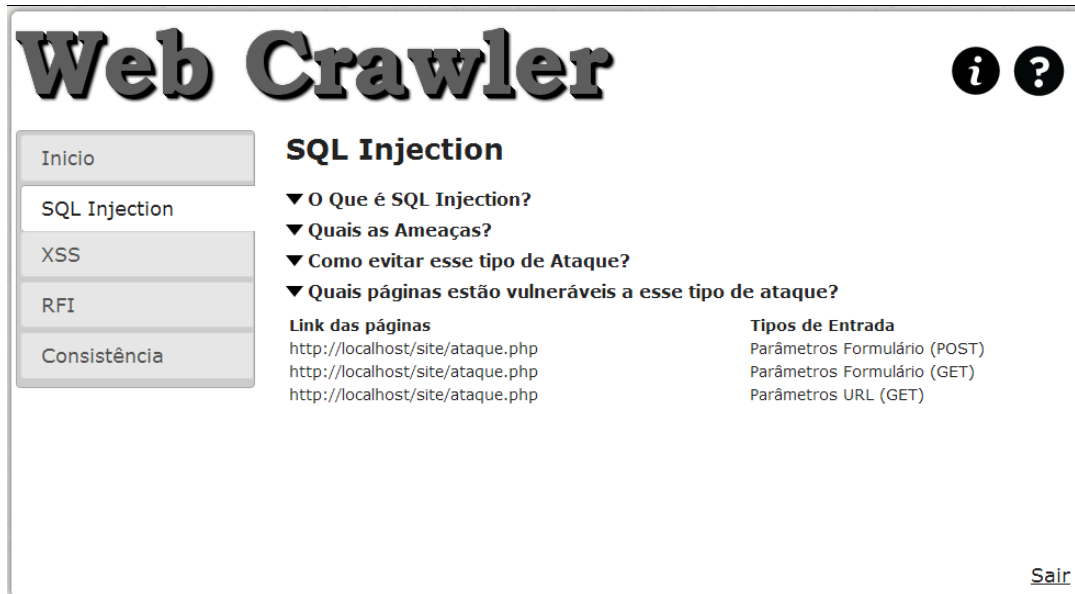 Web Crawler
i ?
Inicio
SQL Injection
XSS
RFI
Consistência
SQL Injection
▼ O Que é SQL Injection?
▼ Quais as Ameaças?
▼ Como evitar esse tipo de Ataque?
▼ Quais páginas estão vulneráveis a esse tipo de ataque?
Link das páginas Tipos de Entrada
http://localhost/site/ataque.php Parâmetros Formulário (POST)
http://localhost/site/ataque.php Parâmetros Formulário (GET)
http://localhost/site/ataque.php Parâmetros URL (GET)
Sair